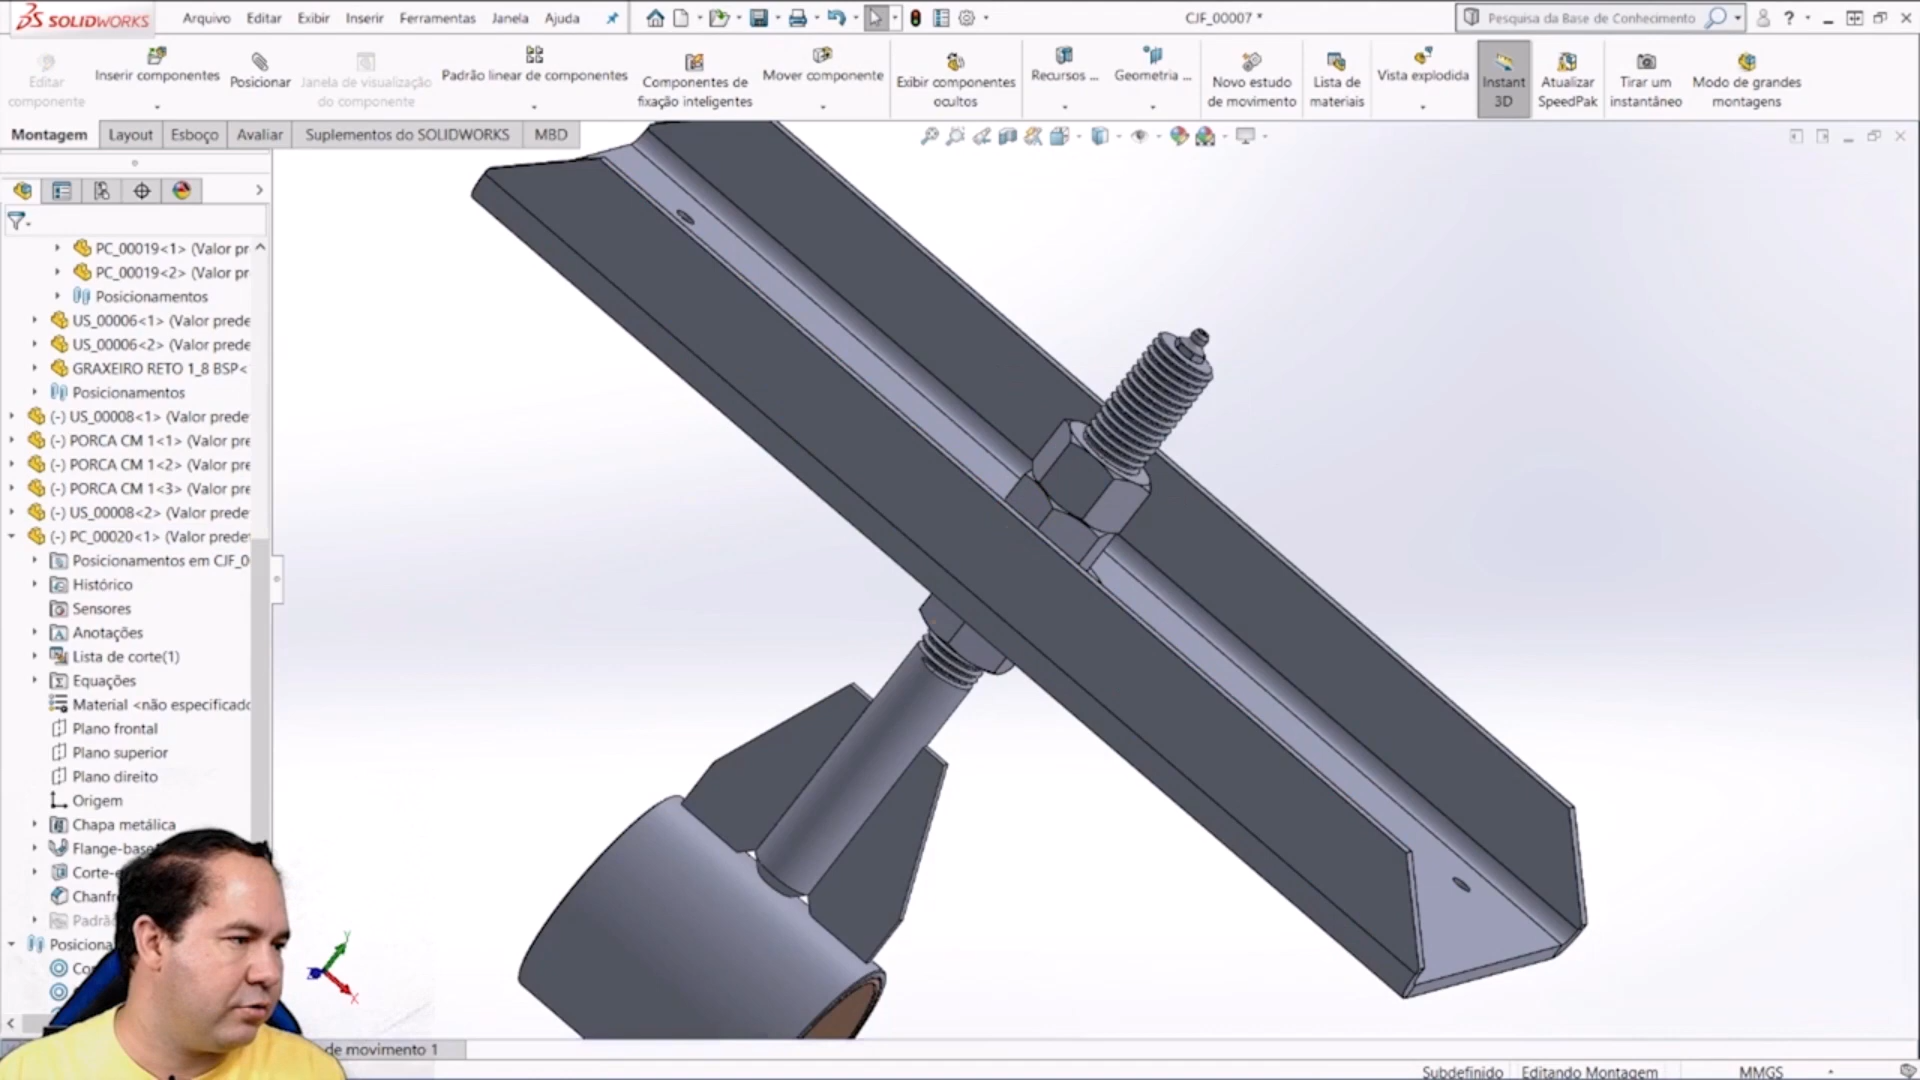 SOLIDWORKS
Arquivo Editar Exibir Inserir Ferramentas Janela Ajuda
CJF_00007 *
Pesquisa da Base de Conhecimento
?
Editar componente
Inserir componentes
Posicionar
Janela de visualização do componente
Padrão linear de componentes
Componentes de fixação inteligentes
Mover componente
Exibir componentes ocultos
Recursos ...
Geometria ...
Novo estudo de movimento
Lista de materiais
Vista explodida
Instant 3D
Atualizar SpeedPak
Tirar um instantâneo
Modo de grandes montagens
Montagem Layout Esboço Avaliar Suplementos do SOLIDWORKS MBD
PC_00019<1> (Valor pr
PC_00019<2> (Valor pr
Posicionamentos
US_00006<1> (Valor prede
US_00006<2> (Valor prede
GRAXEIRO RETO 1_8 BSP<
Posicionamentos
(-) US_00008<1> (Valor prede
(-) PORCA CM 1<1> (Valor pre
(-) PORCA CM 1<2> (Valor pre
(-) PORCA CM 1<3> (Valor pre
(-) US_00008<2> (Valor prede
(-) PC_00020<1> (Valor prede
Posicionamentos em CJF_0
Histórico
Sensores
Anotações
Lista de corte(1)
Equações
Material <não especificado
Plano frontal
Plano superior
Plano direito
Origem
Chapa metálica
Flange-base
Corte-e
Chanfr
Padrã
Posiciona
Co
Y
Z
X
de movimento 1
Subdefinido Editando Montagem MMGS